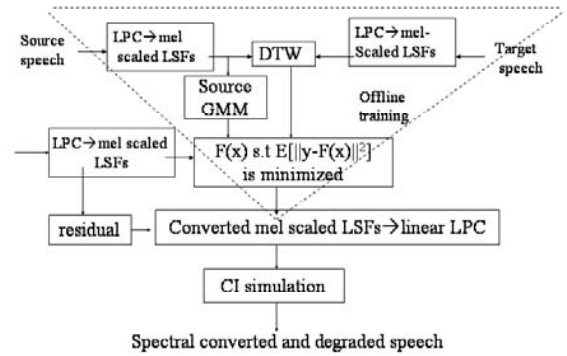 Source speech
LPC→mel scaled LSFs
DTW
LPC→mel-Scaled LSFs
Target speech
Source GMM
Offline training
LPC→mel scaled LSFs
F(x) s.t E[||y-F(x)||²] is minimized
residual
Converted mel scaled LSFs→linear LPC
CI simulation
Spectral converted and degraded speech